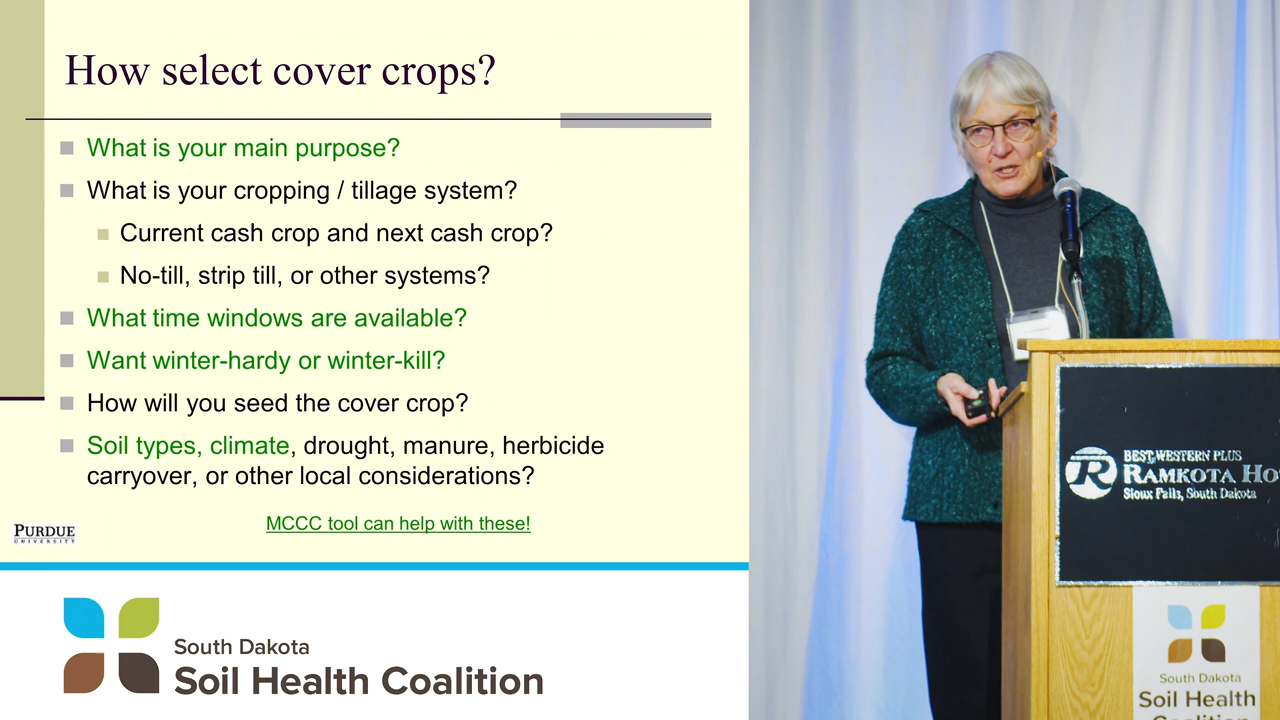 How select cover crops?
What is your main purpose?
What is your cropping / tillage system?
Current cash crop and next cash crop?
No-till, strip till, or other systems?
What time windows are available?
Want winter-hardy or winter-kill?
How will you seed the cover crop?
Soil types, climate, drought, manure, herbicide
carryover, or other local considerations?
MCCC tool can help with these!
PURDUE
UNIVERSITY
South Dakota
Soil Health Coalition
BEST WESTERN PLUS
RAMKOTA HO
Sioux Falls, South Dakota
South Dakota
Soil Health
Coalition